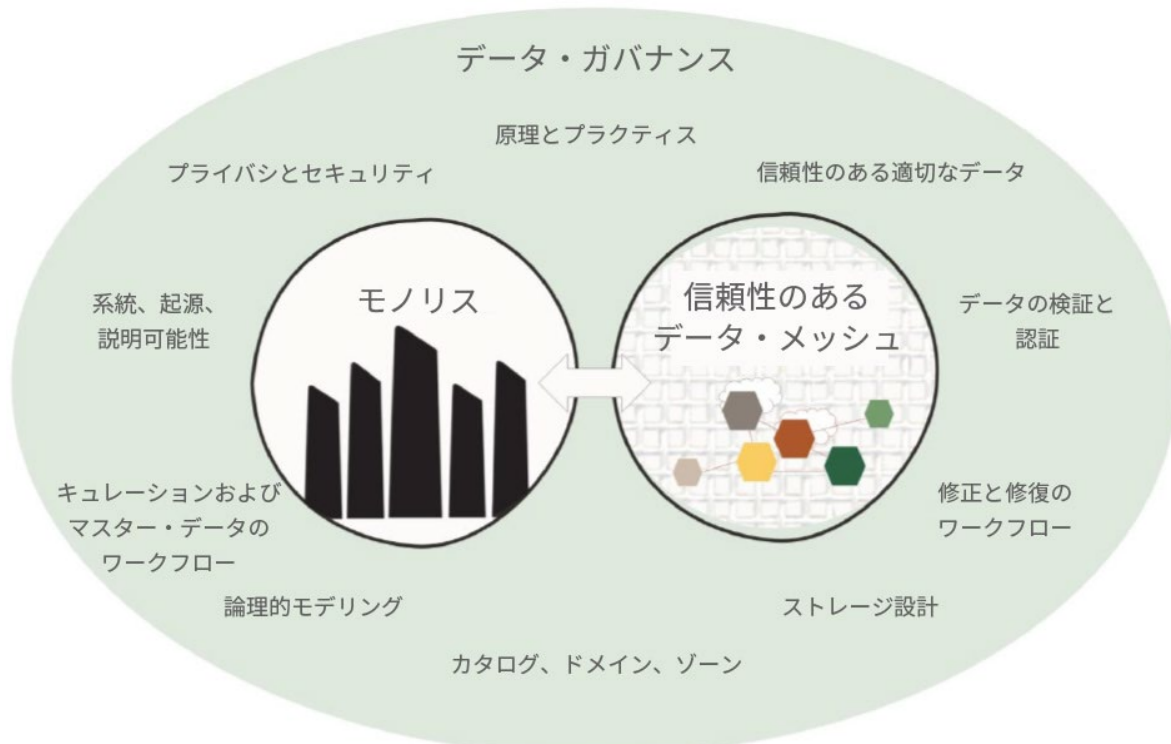 データ・ガバナンス
原理とプラクティス
プライバシとセキュリティ
信頼性のある適切なデータ
系統、起源、
説明可能性
モノリス
信頼性のある
データ・メッシュ
データの検証と
認証
キュレーションおよび
マスター・データの
ワークフロー
修正と修復の
ワークフロー
論理的モデリング
ストレージ設計
カタログ、ドメイン、ゾーン